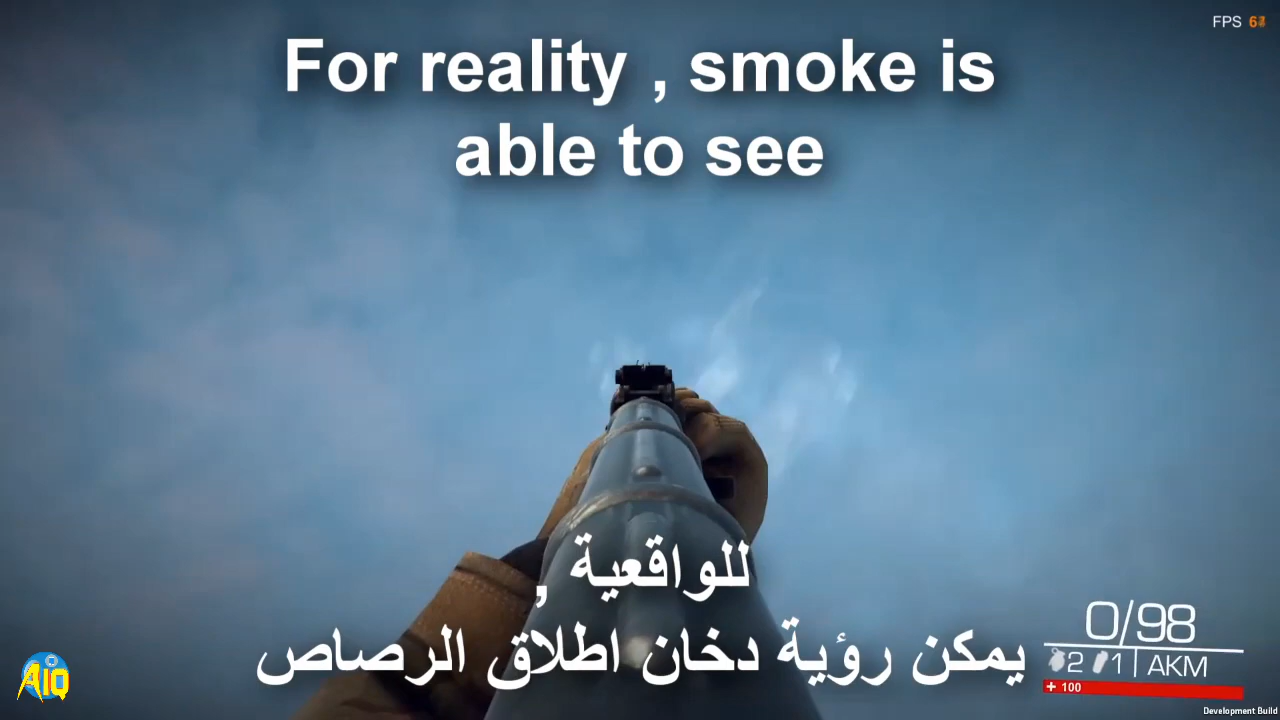 FPS
For reality , smoke is
able to see
للواقعية ,
يمكن رؤية دخان اطلاق الرصاص
0/98
2 1 AKM
+ 100
AIQ
Development Build